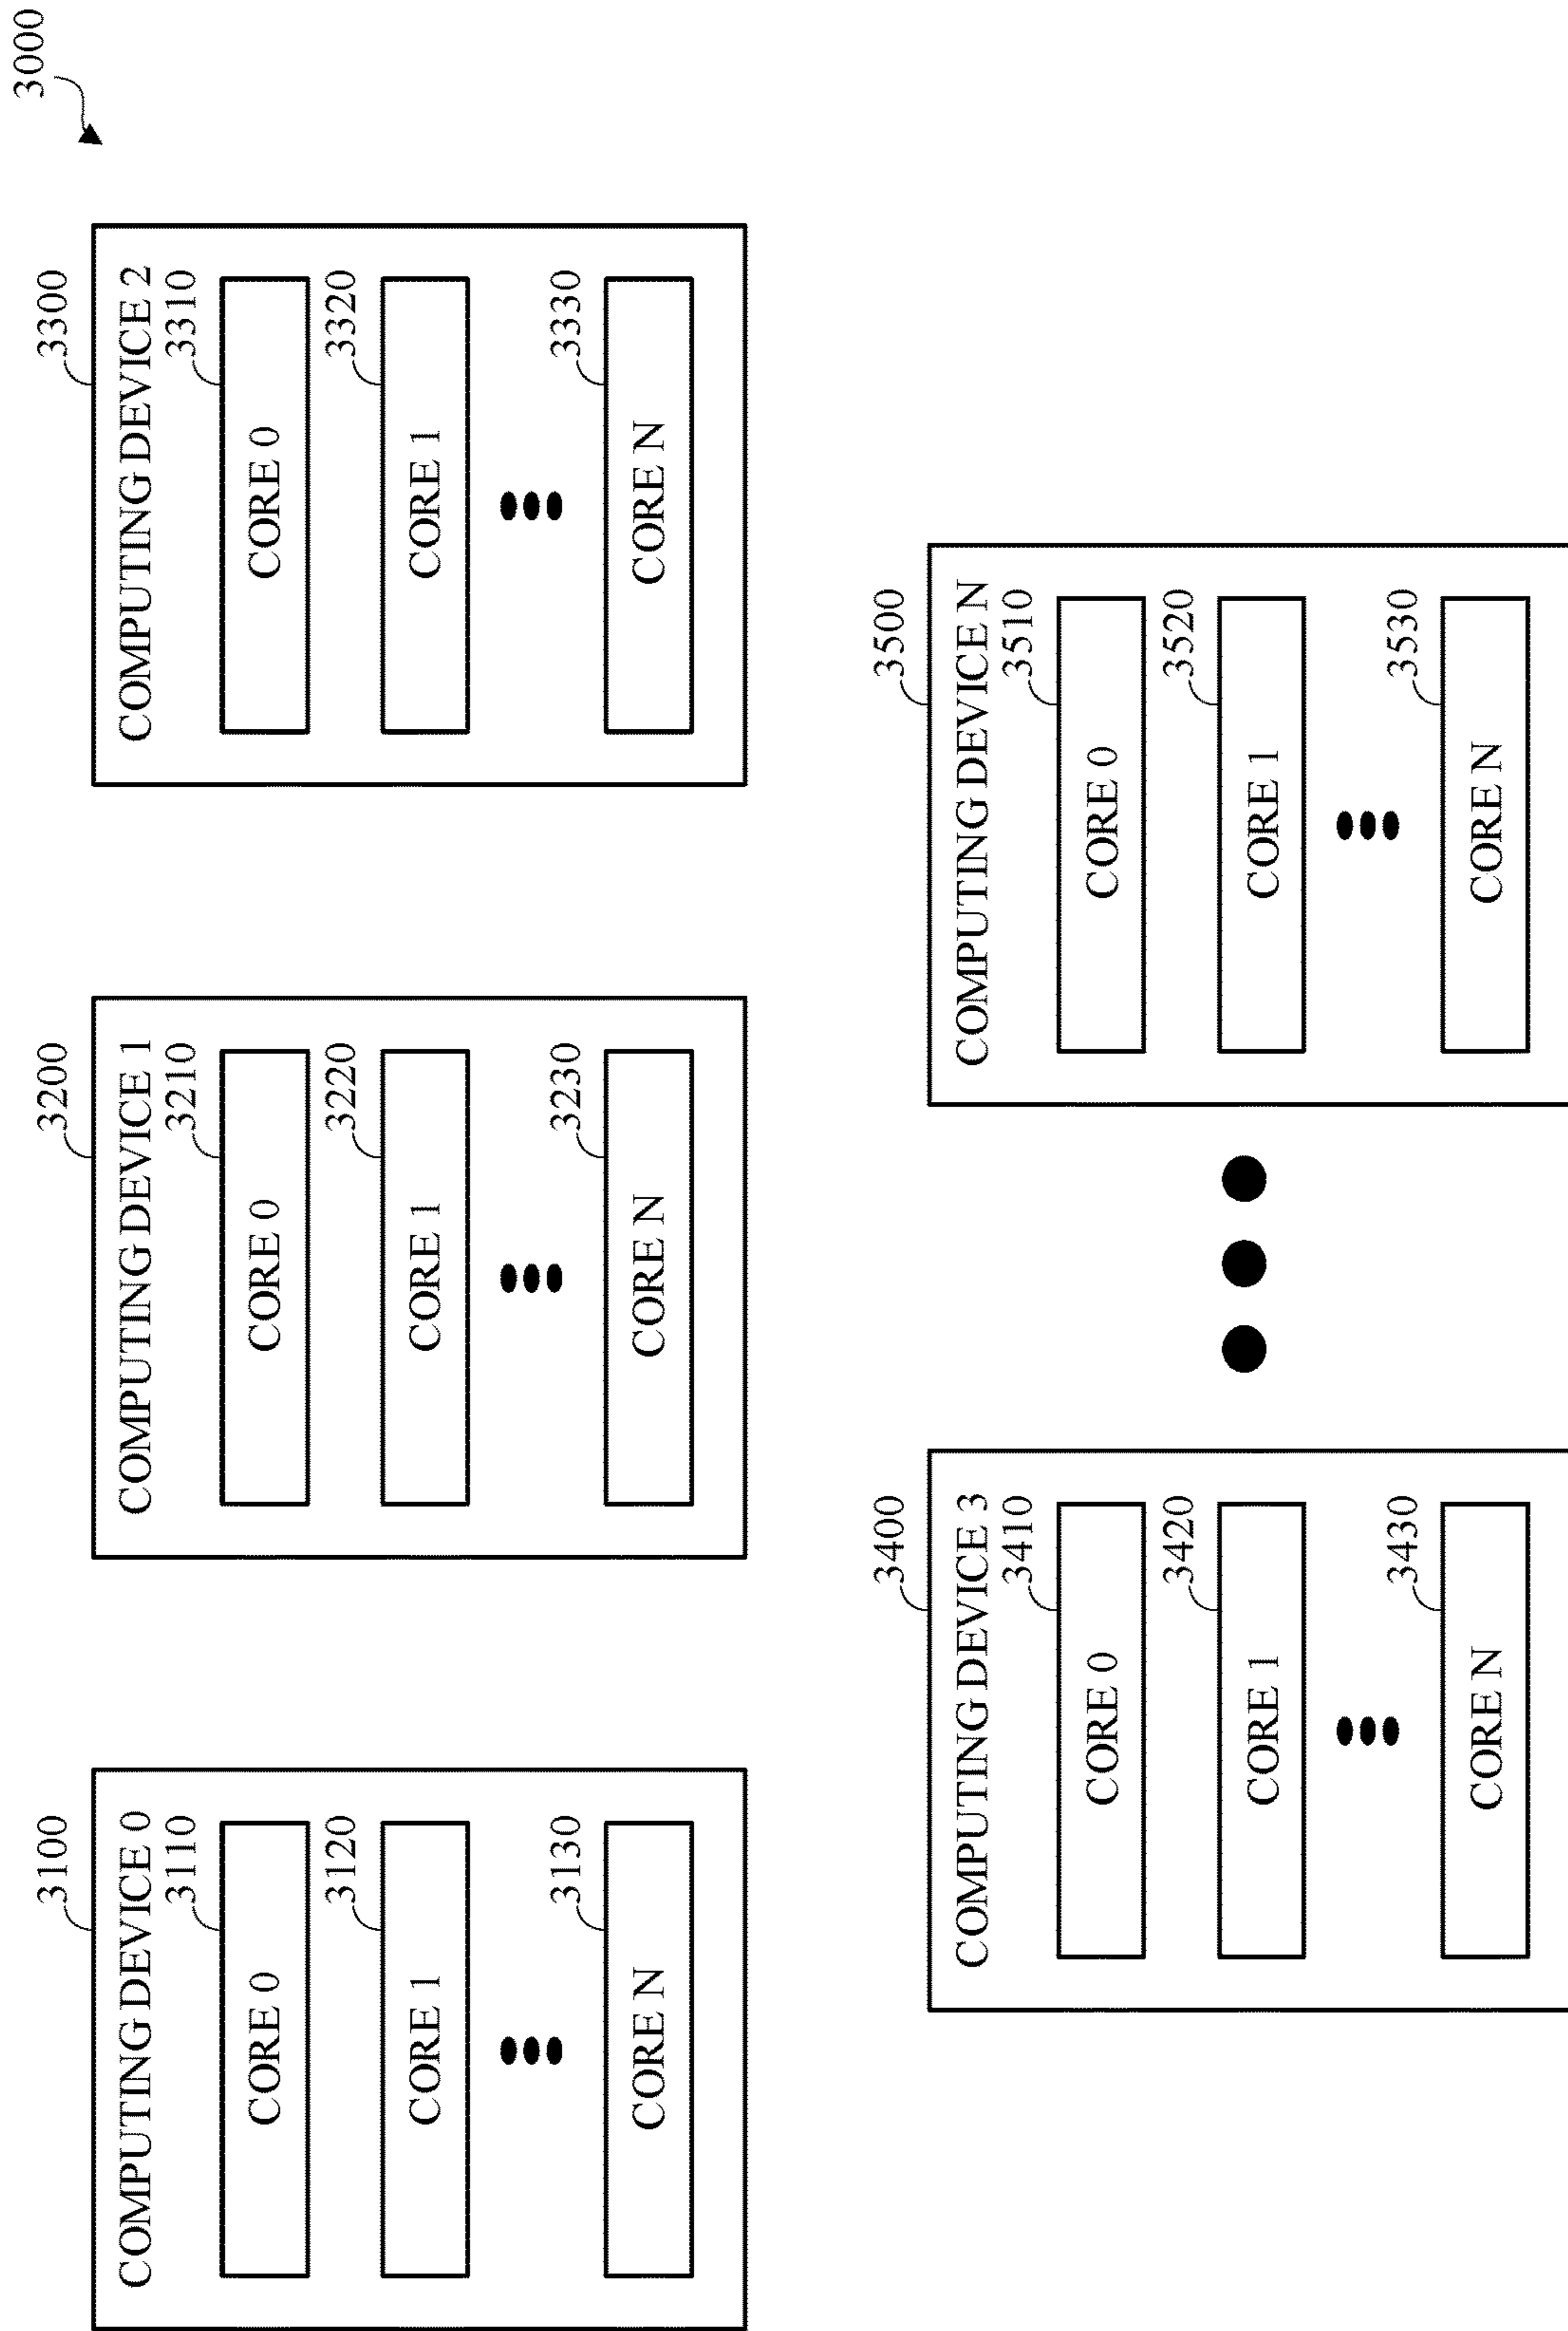 3000
3100
COMPUTING DEVICE 0
3110
CORE 0
3120
CORE 1
3130
CORE N
3200
COMPUTING DEVICE 1
3210
CORE 0
3220
CORE 1
3230
CORE N
3300
COMPUTING DEVICE 2
3310
CORE 0
3320
CORE 1
3330
CORE N
3400
COMPUTING DEVICE 3
3410
CORE 0
3420
CORE 1
3430
CORE N
3500
COMPUTING DEVICE N
3510
CORE 0
3520
CORE 1
3530
CORE N